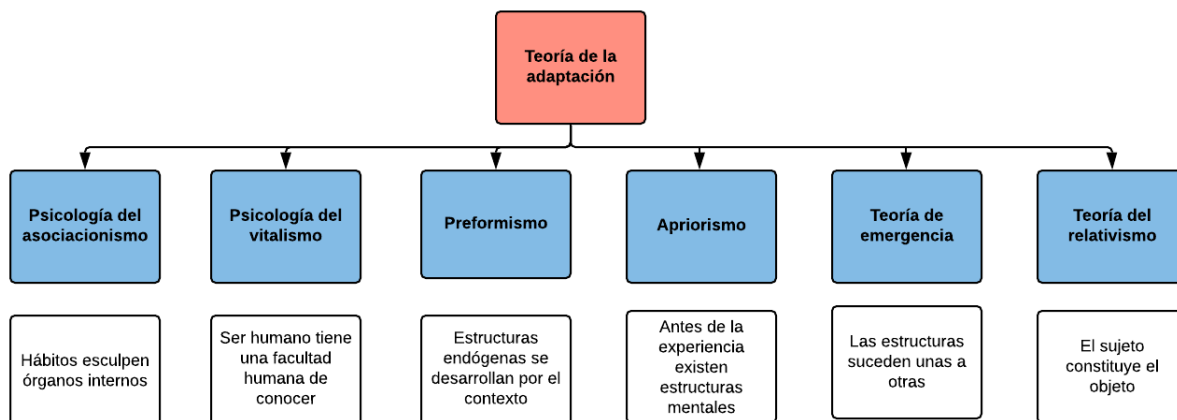 Teoría de la
adaptación
Psicología del
asociacionismo
Psicología del
vitalismo
Preformismo
Apriorismo
Teoría de
emergencia
Teoría del
relativismo
Hábitos esculpen
órganos internos
Ser humano tiene
una facultad
humana de
conocer
Estructuras
endógenas se
desarrollan por el
contexto
Antes de la
experiencia
existen
estructuras
mentales
Las estructuras
suceden unas a
otras
El sujeto
constituye el
objeto